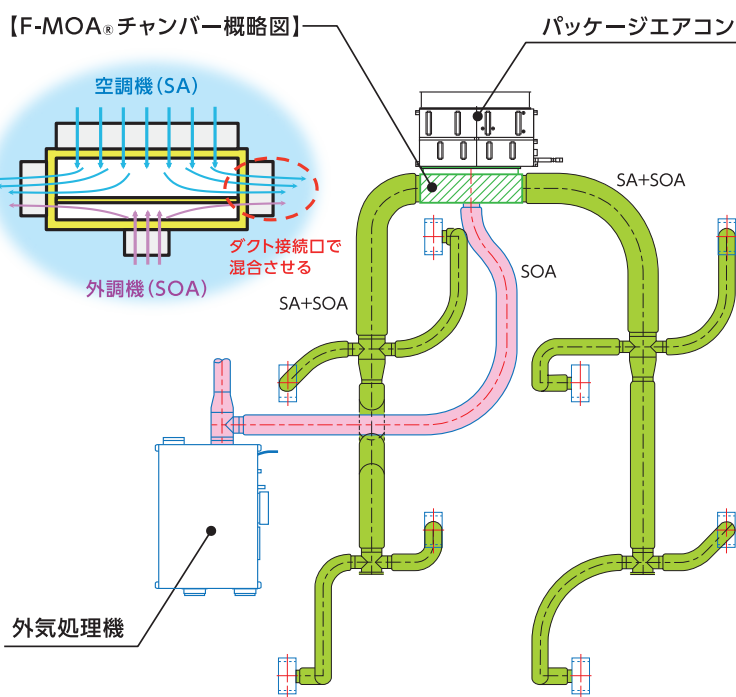 【F-MOA®チャンバー概略図】
パッケージエアコン
空調機(SA)
ダクト接続口で
混合させる
外調機(SOA)
SA+SOA
SOA
SA+SOA
外気処理機